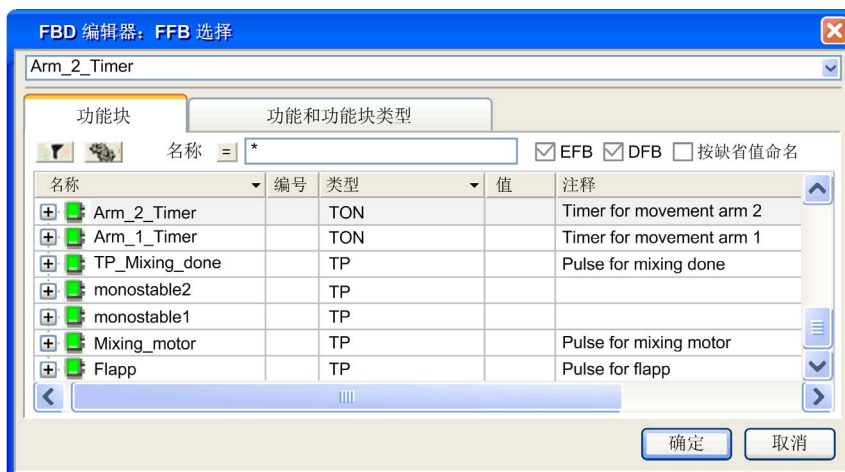 FBD 编辑器：FFB 选择
Arm_2_Timer
功能块 功能和功能块类型
名称 = * EFB DFB 按缺省值命名
名称 编号 类型 值 注释
Arm_2_Timer TON Timer for movement arm 2
Arm_1_Timer TON Timer for movement arm 1
TP_Mixing_done TP Pulse for mixing done
monostable2 TP
monostable1 TP
Mixing_motor TP Pulse for mixing motor
Flapp TP Pulse for flapp
确定 取消